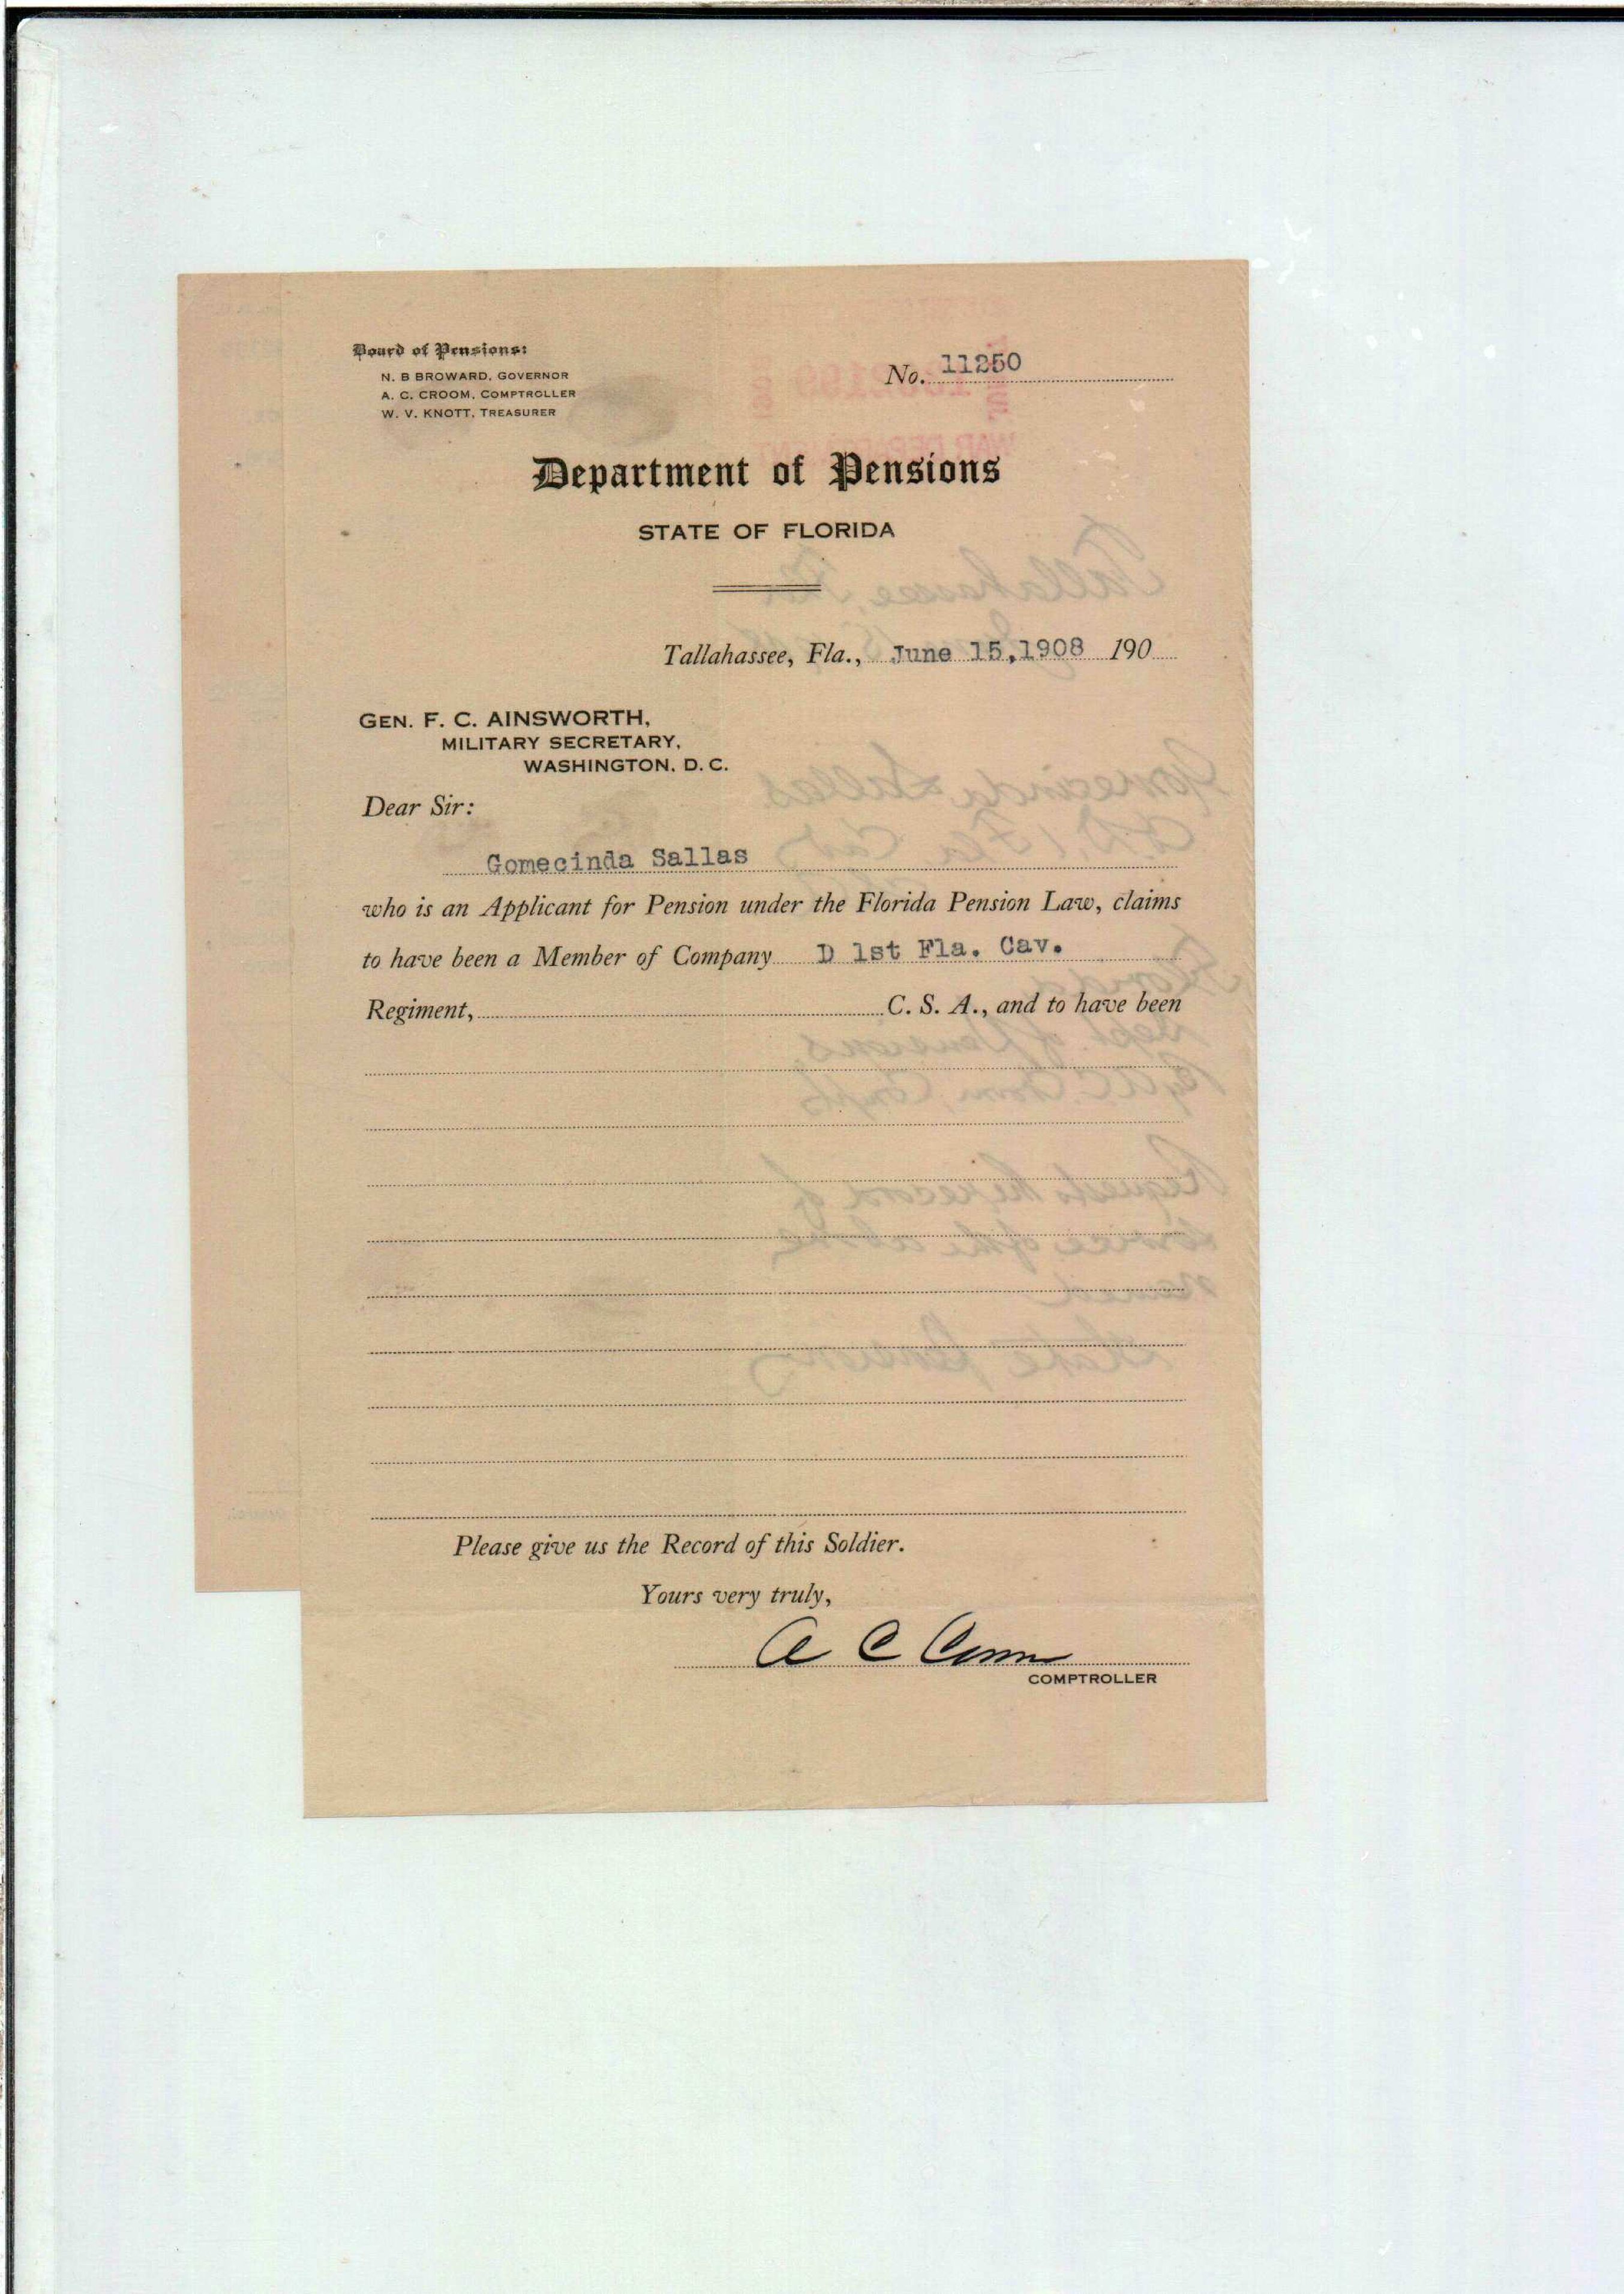 Board of Pensions:
N. B BROWARD, GOVERNOR
A. C. CROOM, COMPTROLLER
W. V. KNOTT, TREASURER
No. 11250
Department of Pensions
STATE OF FLORIDA
Tallahassee, Fla., June 15,1908 190
GEN. F. C. AINSWORTH,
MILITARY SECRETARY,
WASHINGTON, D. C.
Dear Sir:
Gomecinda Sallas
who is an Applicant for Pension under the Florida Pension Law, claims
to have been a Member of Company D 1st Fla. Cav.
Regiment, C. S. A., and to have been
Please give us the Record of this Soldier.
Yours very truly,
A C Croom
COMPTROLLER